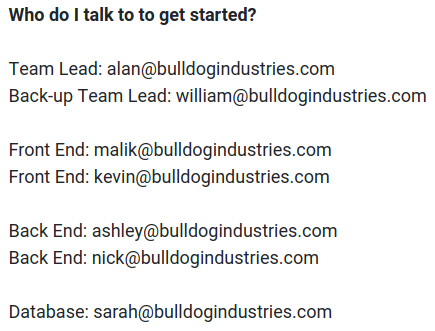 Who do I talk to to get started?
Team Lead: alan@bulldogindustries.com
Back-up Team Lead: william@bulldogindustries.com
Front End: malik@bulldogindustries.com
Front End: kevin@bulldogindustries.com
Back End: ashley@bulldogindustries.com
Back End: nick@bulldogindustries.com
Database: sarah@bulldogindustries.com